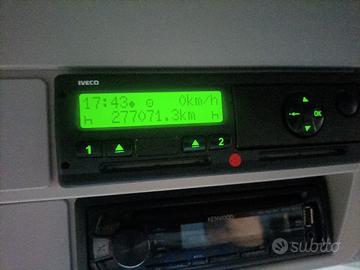 IVECO
17:43 0km/h
h 277071.3km h
OK
1 2
KENWOOD
subito